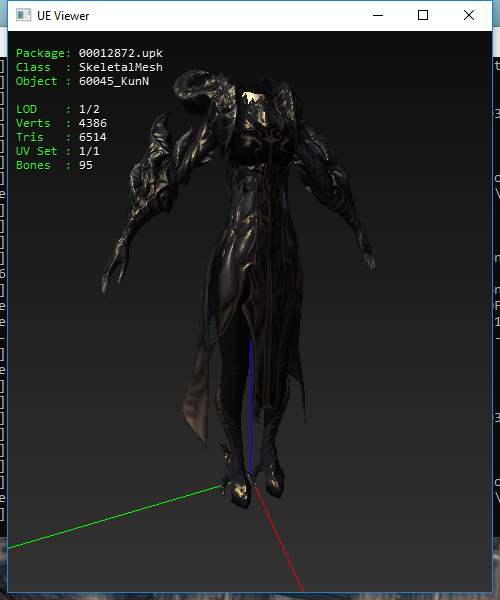 UE Viewer
Package: 00012872.upk
Class : SkeletalMesh
Object : 60045_KunN
LOD : 1/2
Verts : 4386
Tris : 6514
UV Set : 1/1
Bones : 95